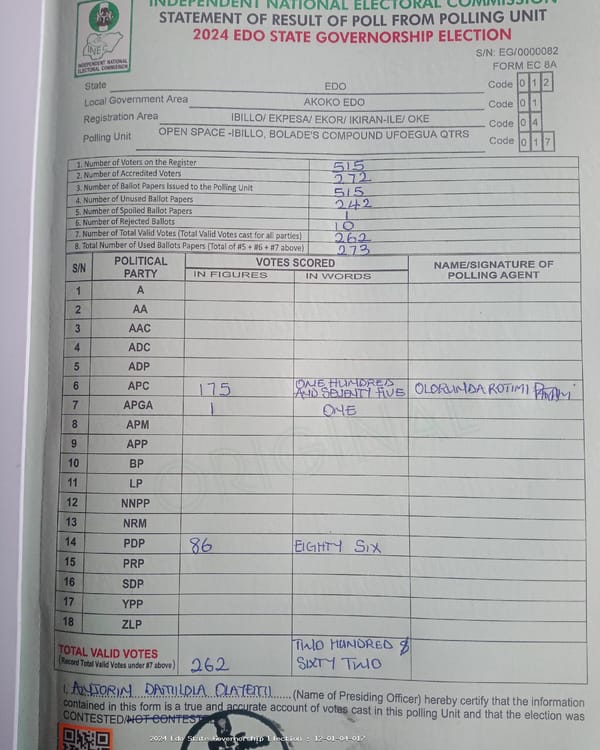 INDEPENDENT NATIONAL ELECTORAL COMMISSION
STATEMENT OF RESULT OF POLL FROM POLLING UNIT
2024 EDO STATE GOVERNORSHIP ELECTION
INEC
INDEPENDENT NATIONAL
ELECTORAL COMMISSION
S/N: EG/0000082
FORM EC 8A
State EDO Code 0 1 2
Local Government Area AKOKO EDO Code 0 1
Registration Area IBILLO/ EKPESA/ EKOR/ IKIRAN-ILE/ OKE Code 0 4
Polling Unit OPEN SPACE -IBILLO, BOLADE'S COMPOUND UFOEGUA QTRS Code 0 1 7
1. Number of Voters on the Register 515
2. Number of Accredited Voters 272
3. Number of Ballot Papers Issued to the Polling Unit 515
4. Number of Unused Ballot Papers 242
5. Number of Spoiled Ballot Papers 1
6. Number of Rejected Ballots 10
7. Number of Total Valid Votes (Total Valid Votes cast for all parties) 262
8. Total Number of Used Ballots Papers (Total of #5 + #6 + #7 above) 273
S/N POLITICAL PARTY VOTES SCORED NAME/SIGNATURE OF POLLING AGENT
IN FIGURES IN WORDS
1 A
2 AA
3 AAC
4 ADC
5 ADP
6 APC 175 ONE HUNDRED AND SEVENTY FIVE OLORUNDA ROTIMI
7 APGA 1 ONE
8 APM
9 APP
10 BP
11 LP
12 NNPP
13 NRM
14 PDP 86 EIGHTY SIX
15 PRP
16 SDP
17 YPP
18 ZLP
ORIGINAL
TOTAL VALID VOTES TWO HUNDRED &
(Record Total Valid Votes under #7 above) 262 SIXTY TWO
I, ANJORIN DAMILOLA OLAYEMI (Name of Presiding Officer) hereby certify that the information
contained in this form is a true and accurate account of votes cast in this polling Unit and that the election was
CONTESTED/NOT CONTESTED
2024 Edo State Governorship Election : 12-01-04-017